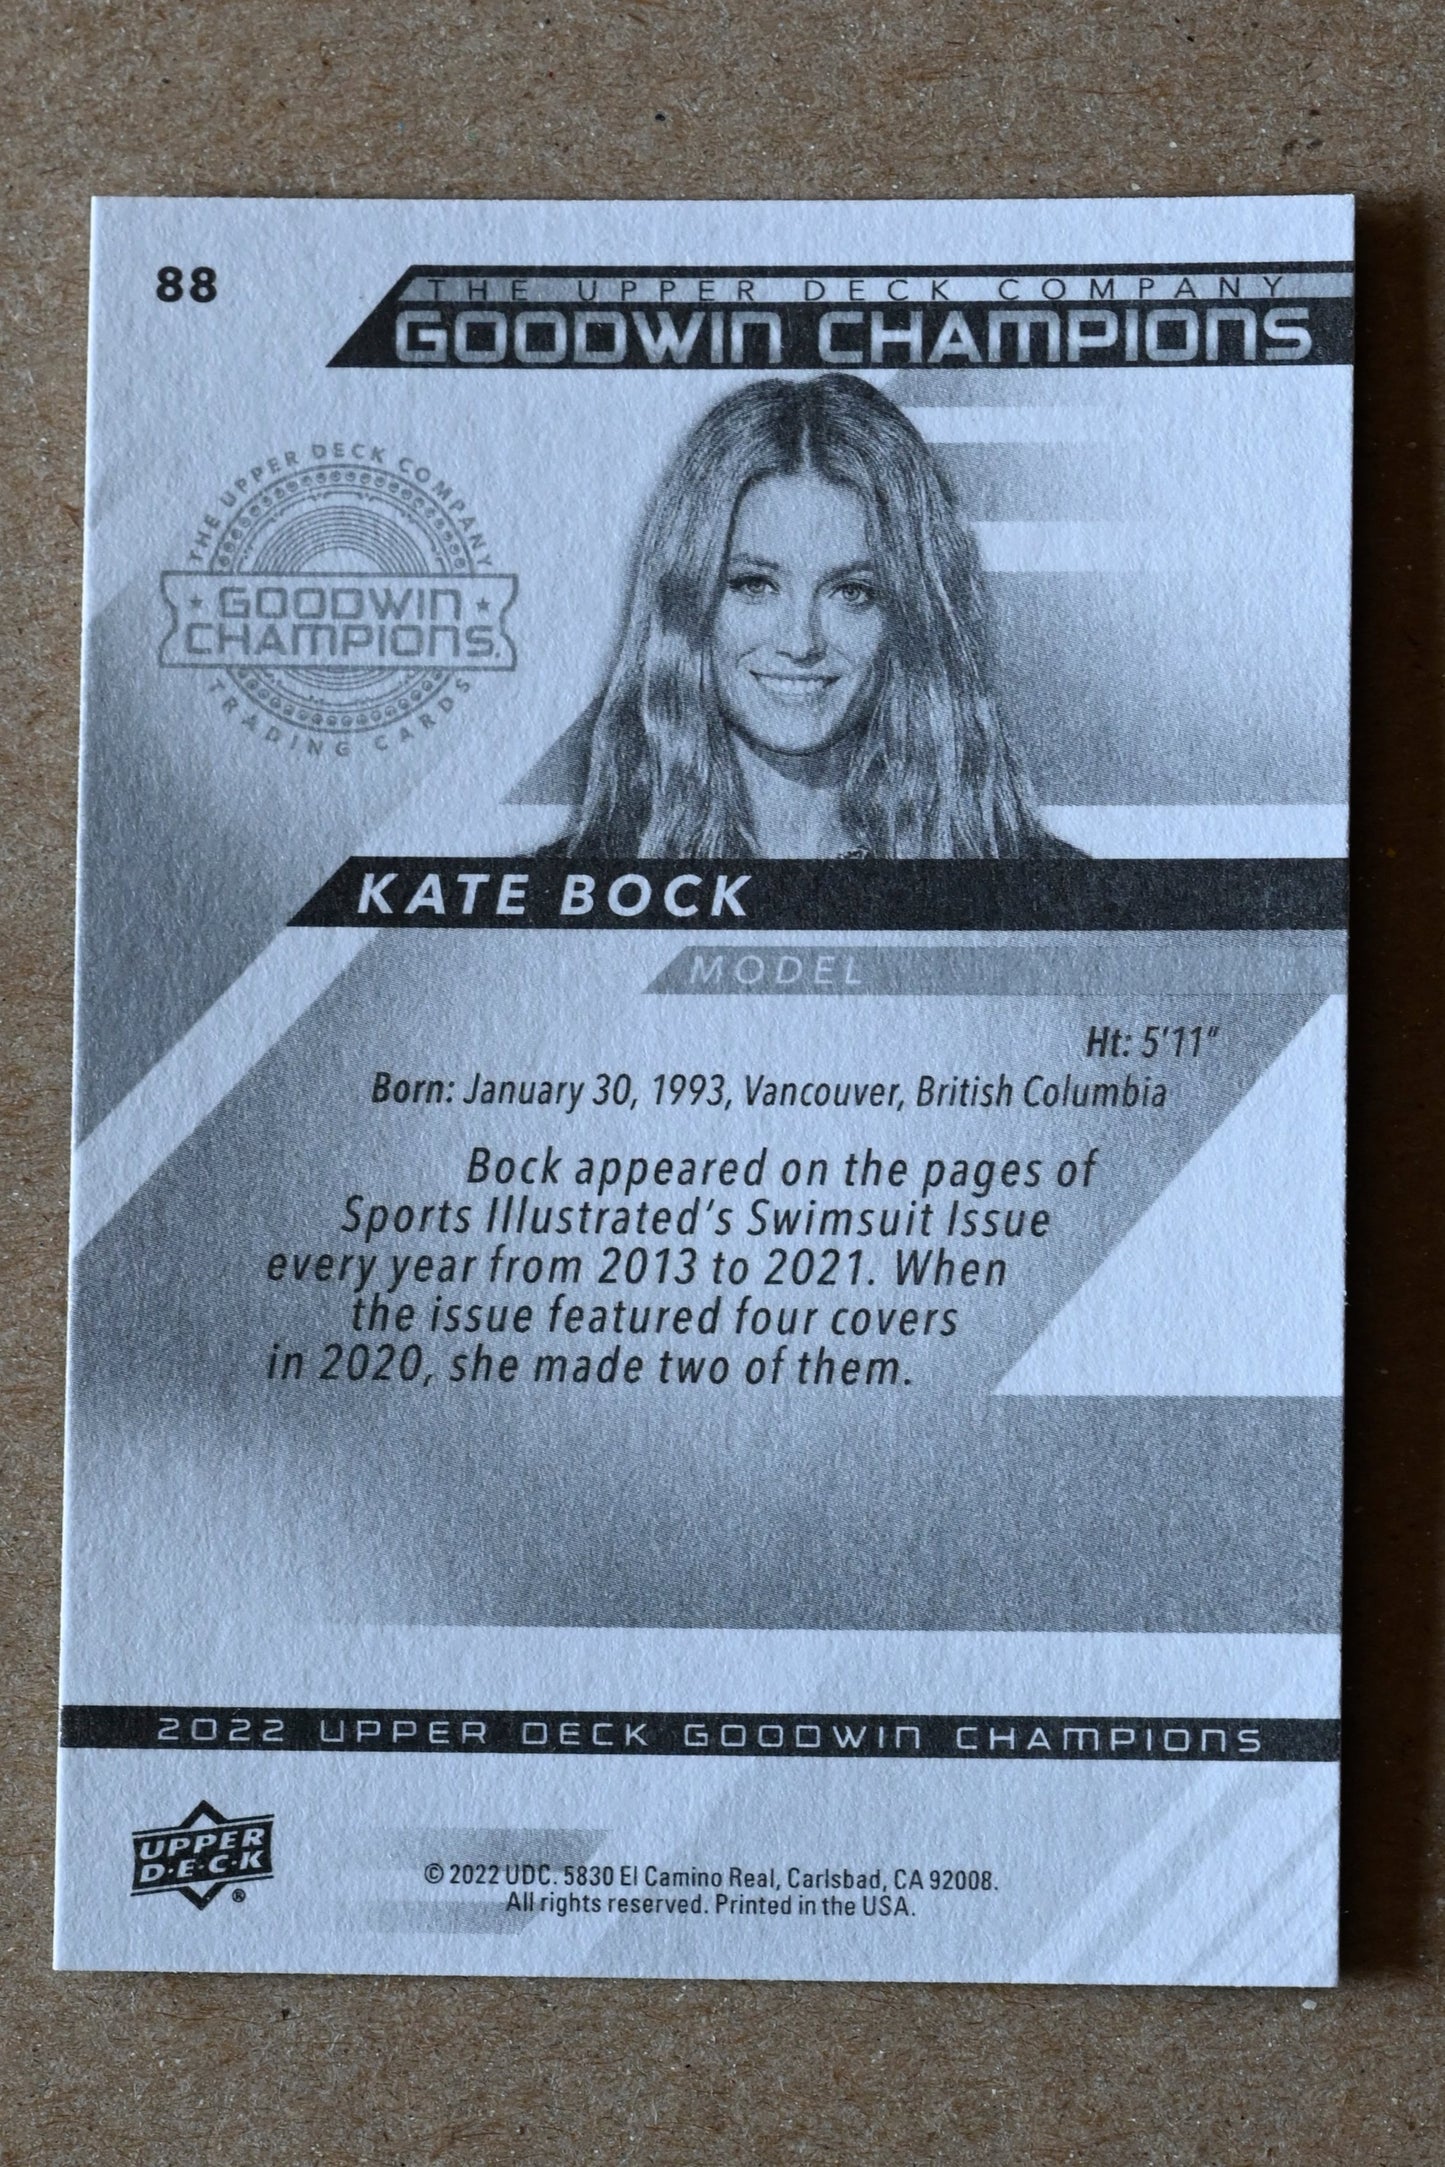 88
THE UPPER DECK COMPANY
GOODWIN CHAMPIONS
THE UPPER DECK COMPANY
GOODWIN
CHAMPIONS.
TRADING CARDS
KATE BOCK
MODEL
Ht: 5'11"
Born: January 30, 1993, Vancouver, British Columbia
Bock appeared on the pages of
Sports Illustrated's Swimsuit Issue
every year from 2013 to 2021. When
the issue featured four covers
in 2020, she made two of them.
2022 UPPER DECK GOODWIN CHAMPIONS
UPPER
D·E·C·K
®
© 2022 UDC. 5830 El Camino Real, Carlsbad, CA 92008.
All rights reserved. Printed in the USA.